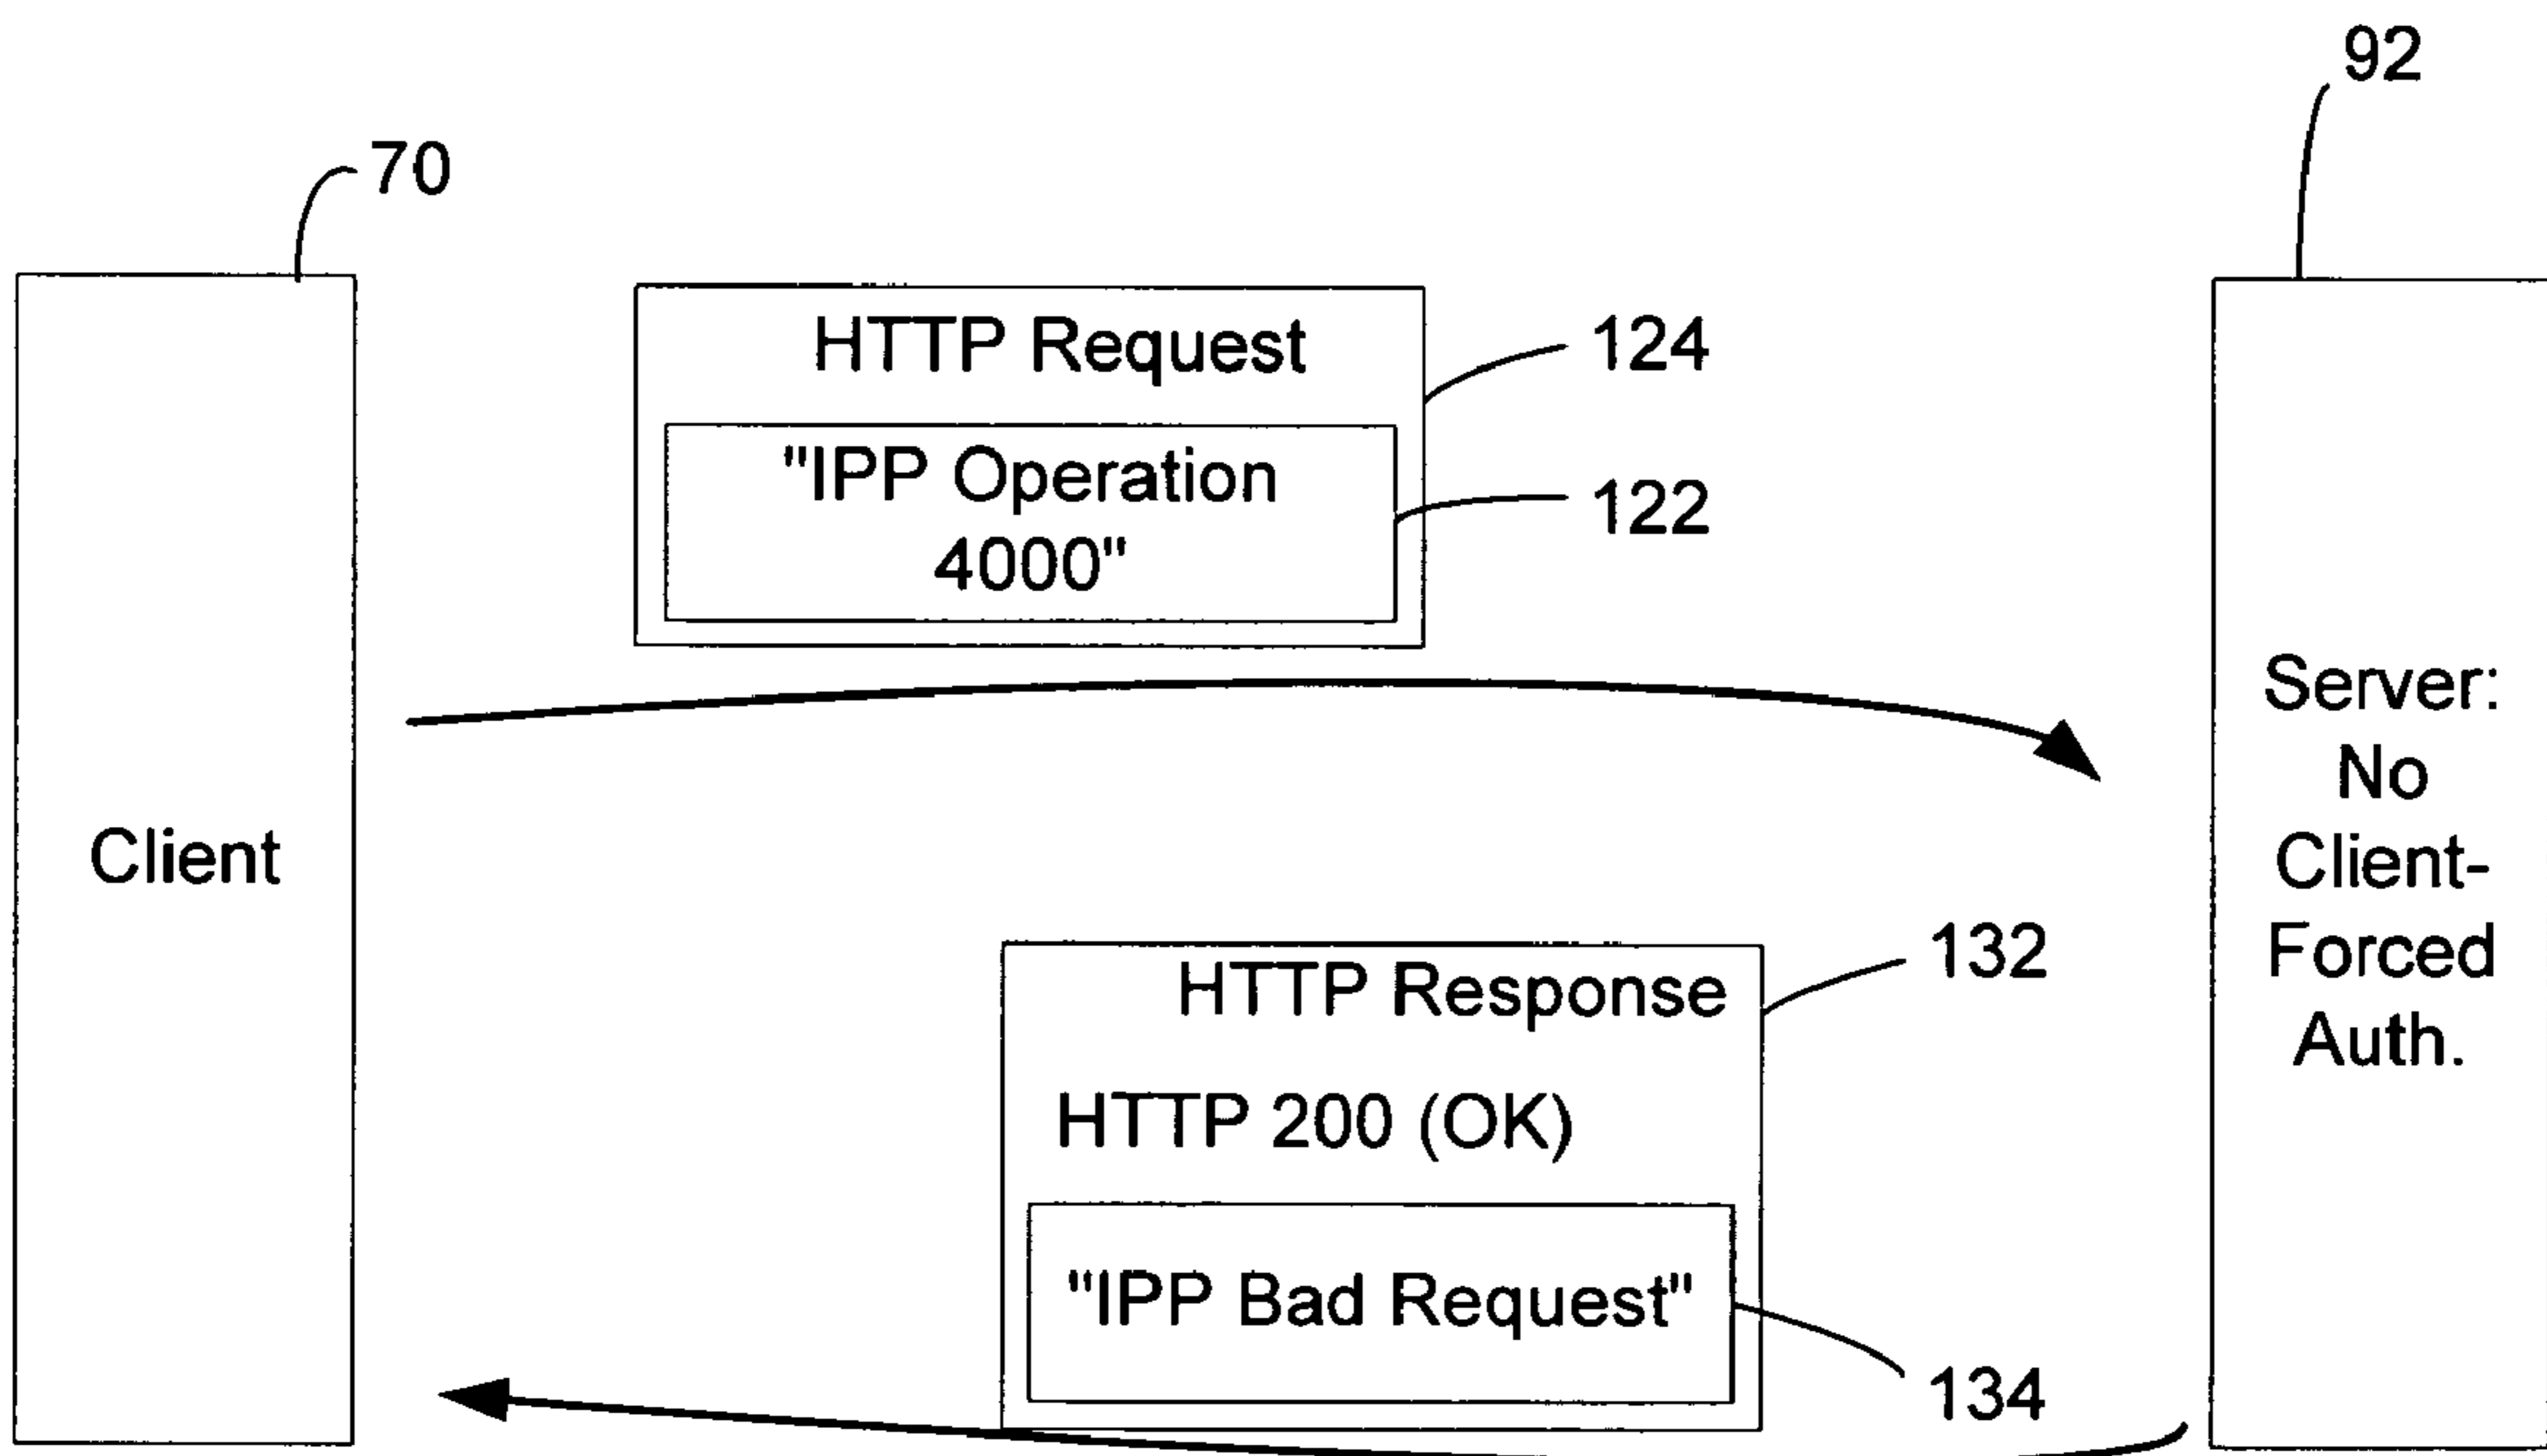 92
70
HTTP Request
124
"IPP Operation
4000"
122
Server:
No
Client-
Forced
Auth.
Client
132
HTTP Response
HTTP 200 (OK)
"IPP Bad Request"
134